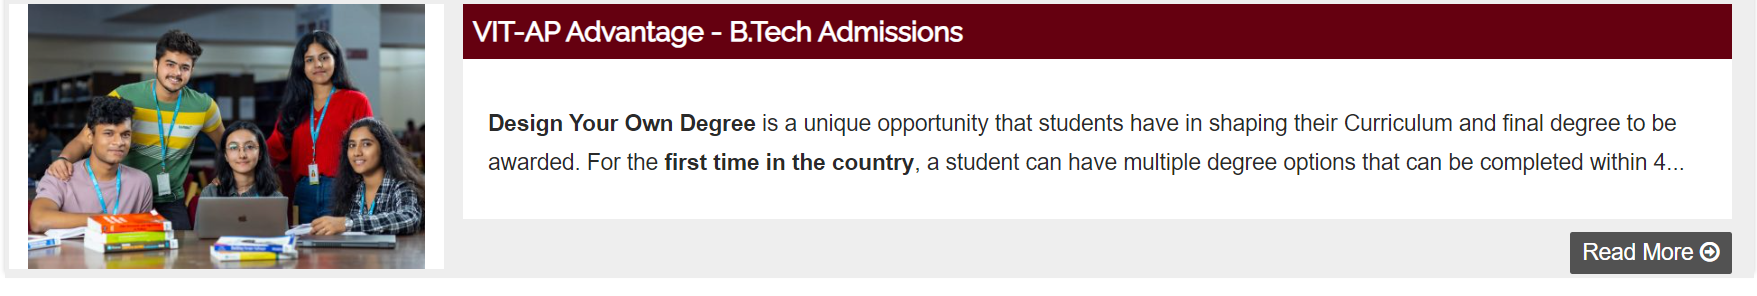 VIT-AP Advantage - B.Tech Admissions
Design Your Own Degree is a unique opportunity that students have in shaping their Curriculum and final degree to be
awarded. For the first time in the country, a student can have multiple degree options that can be completed within 4...
Read More